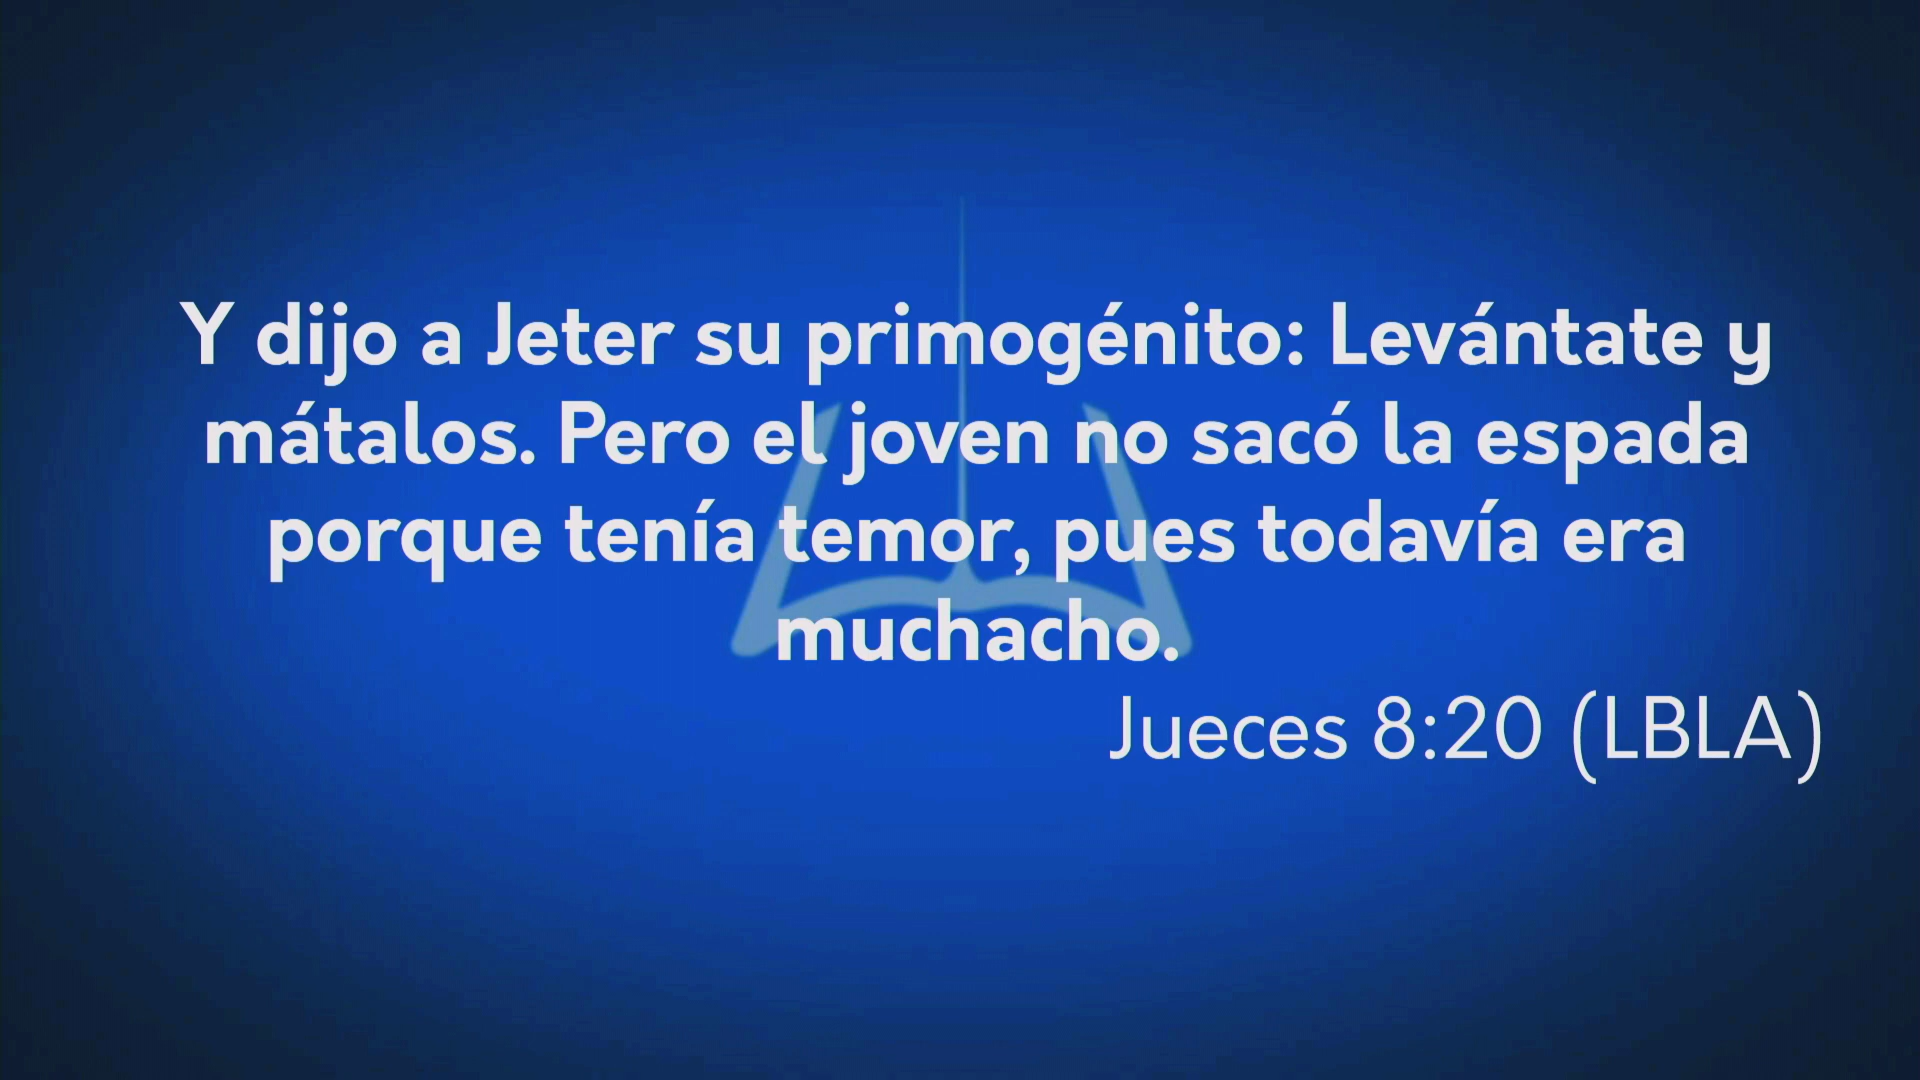 Y dijo a Jeter su primogénito: Levántate y
mátalos. Pero el joven no sacó la espada
porque tenía temor, pues todavía era
muchacho.
Jueces 8:20 (LBLA)